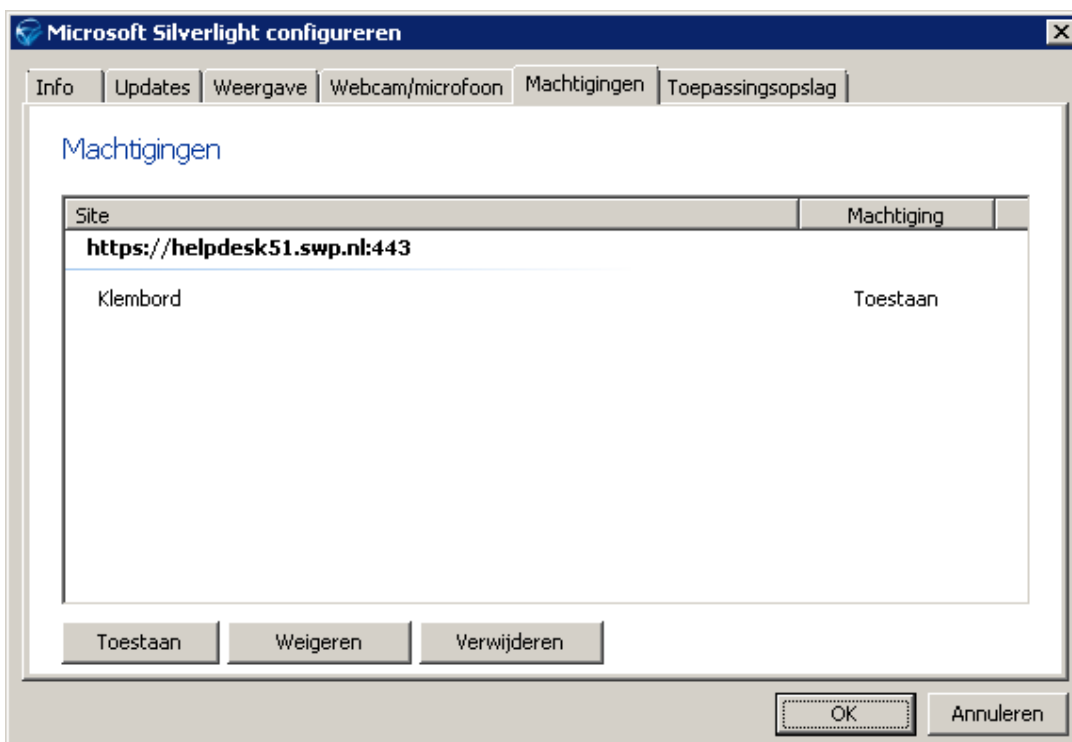 Microsoft Silverlight configureren
Info Updates Weergave Webcam/microfoon Machtigingen Toepassingsopslag
Machtigingen
Site Machtiging
https://helpdesk51.swp.nl:443
Klembord Toestaan
Toestaan Weigeren Verwijderen
OK Annuleren